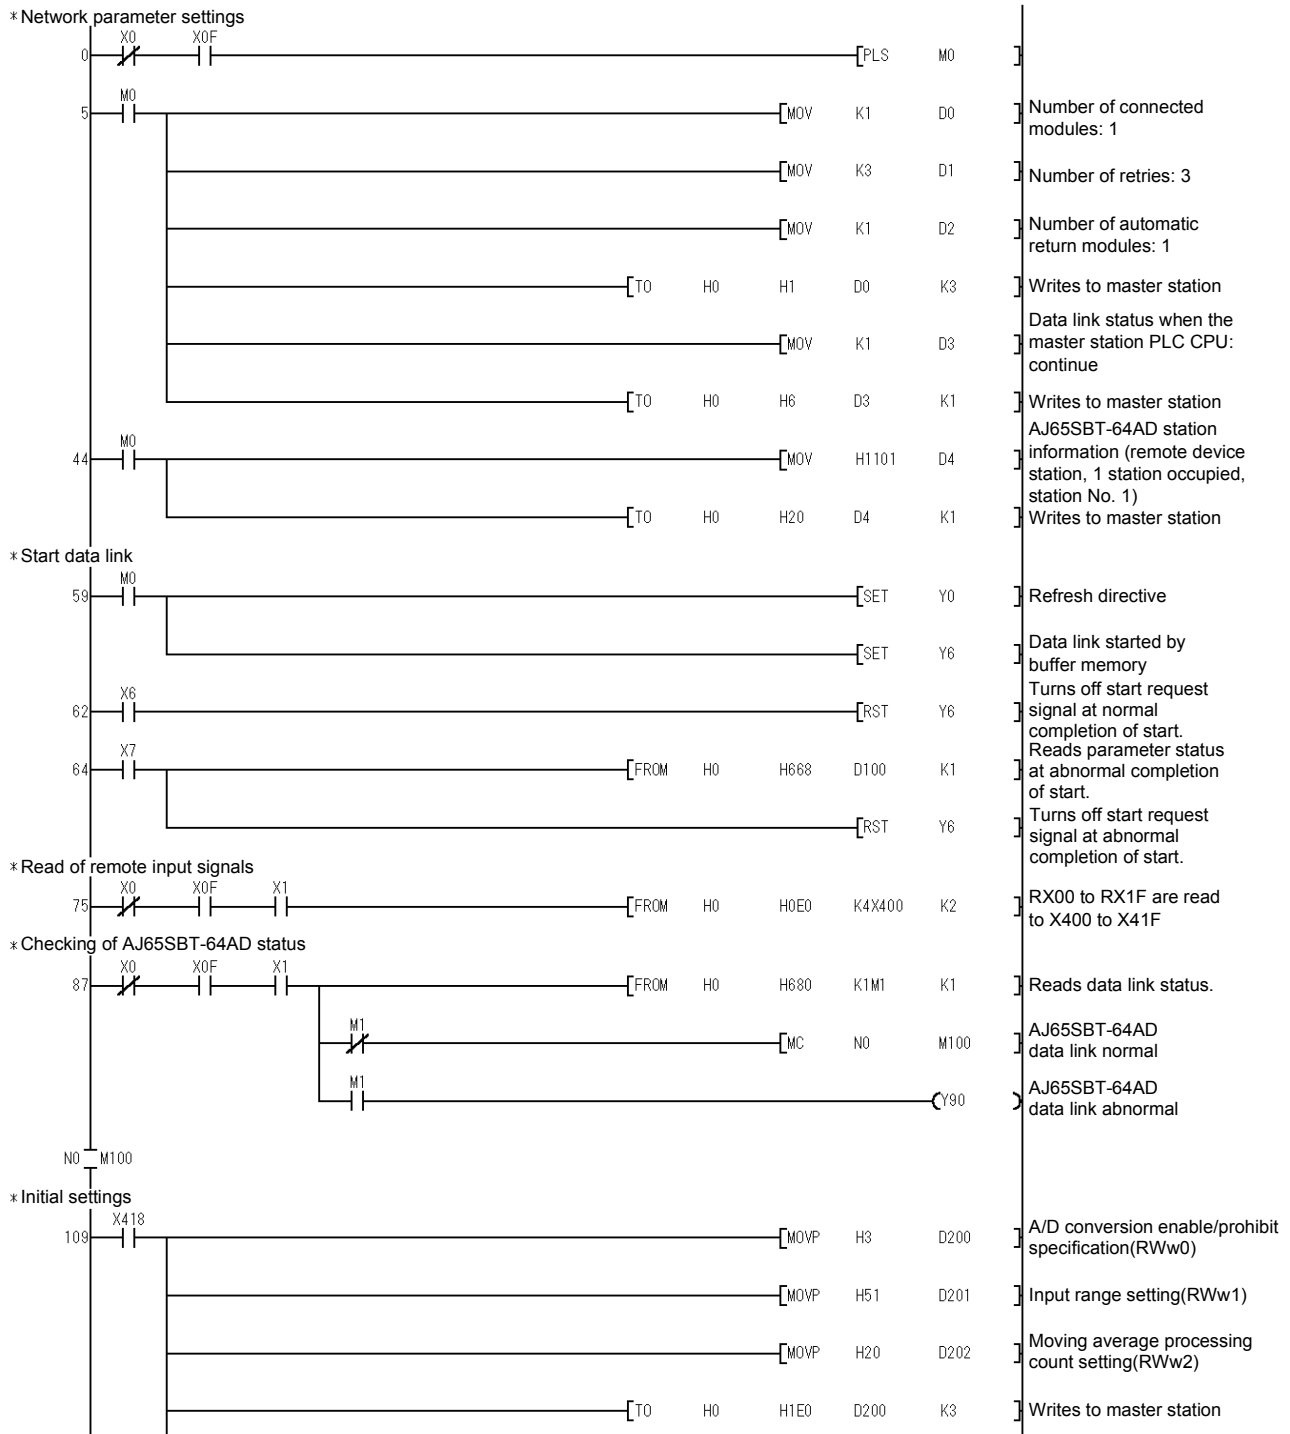 * Network parameter settings
X0 X0F
0 [PLS M0 ]
M0
5 [MOV K1 D0 ] Number of connected
modules: 1
[MOV K3 D1 ] Number of retries: 3
[MOV K1 D2 ] Number of automatic
return modules: 1
[TO H0 H1 D0 K3 ] Writes to master station
Data link status when the
[MOV K1 D3 ] master station PLC CPU:
continue
[TO H0 H6 D3 K1 ] Writes to master station
M0 AJ65SBT-64AD station
44 [MOV H1101 D4 ] information (remote device
station, 1 station occupied,
station No. 1)
[TO H0 H20 D4 K1 ] Writes to master station
* Start data link
M0
59 [SET Y0 ] Refresh directive
[SET Y6 ] Data link started by
buffer memory
X6 Turns off start request
62 [RST Y6 ] signal at normal
completion of start.
X7 Reads parameter status
64 [FROM H0 H668 D100 K1 ] at abnormal completion
of start.
Turns off start request
[RST Y6 ] signal at abnormal
completion of start.
* Read of remote input signals
X0 X0F X1
75 [FROM H0 H0E0 K4X400 K2 ] RX00 to RX1F are read
to X400 to X41F
* Checking of AJ65SBT-64AD status
X0 X0F X1
87 [FROM H0 H680 K1M1 K1 ] Reads data link status.
M1 AJ65SBT-64AD
[MC N0 M100 ] data link normal
M1 AJ65SBT-64AD
(Y90 ) data link abnormal
N0 M100
* Initial settings
X418
109 [MOVP H3 D200 ] A/D conversion enable/prohibit
specification(RWw0)
[MOVP H51 D201 ] Input range setting(RWw1)
[MOVP H20 D202 ] Moving average processing
count setting(RWw2)
[TO H0 H1E0 D200 K3 ] Writes to master station